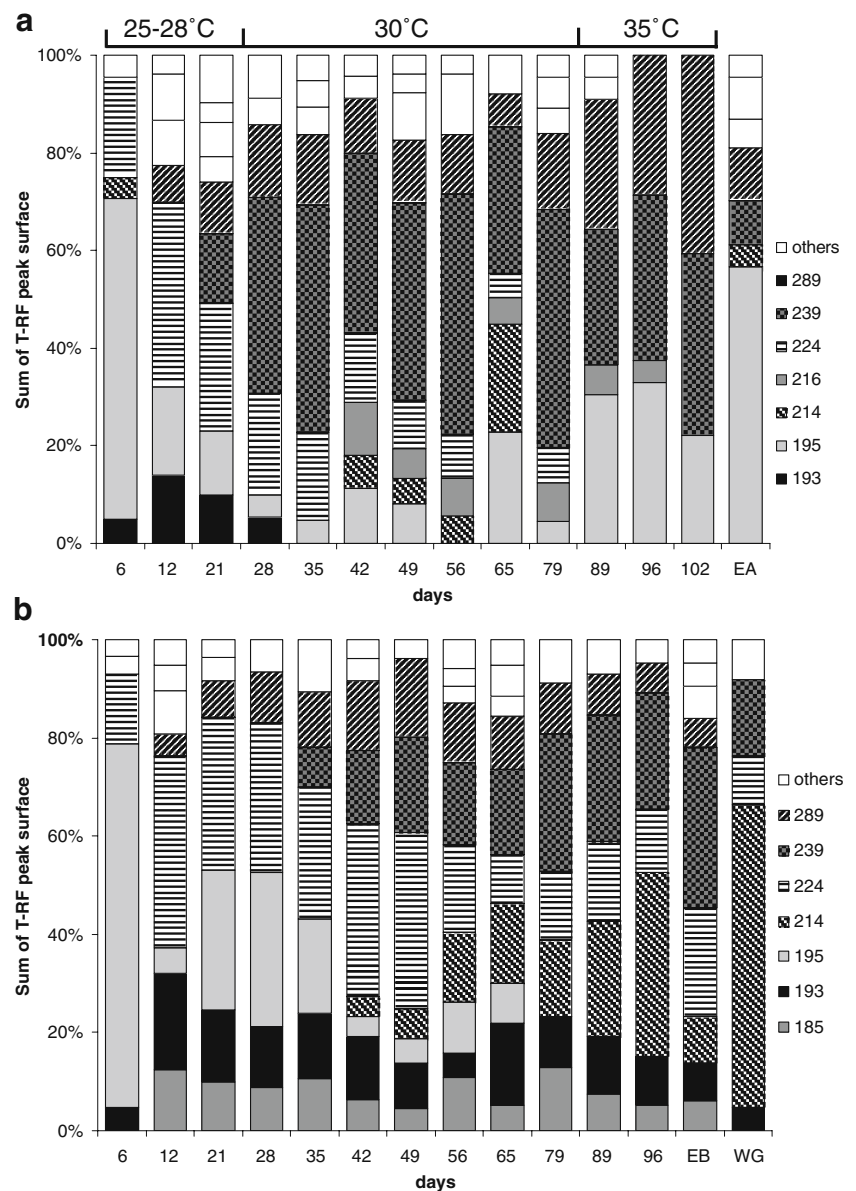 a
25-28˚C 30˚C 35˚C
100%
80%
60%
40%
20%
0%
Sum of T-RF peak surface
6 12 21 28 35 42 49 56 65 79 89 96 102 EA
days
others
289
239
224
216
214
195
193
b
100%
80%
60%
40%
20%
0%
Sum of T-RF peak surface
6 12 21 28 35 42 49 56 65 79 89 96 EB WG
days
others
289
239
224
214
195
193
185